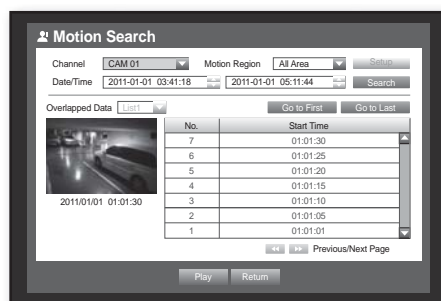 Motion Search
Channel CAM 01 Motion Region All Area Setup
Date/Time 2011-01-01 03:41:18 2011-01-01 05:11:44 Search
Overlapped Data List1 Go to First Go to Last
No. Start Time
7 01:01:30
6 01:01:25
5 01:01:20
4 01:01:15
3 01:01:10
2 01:01:05
1 01:01:01
2011/01/01 01:01:30
Previous/Next Page
Play Return